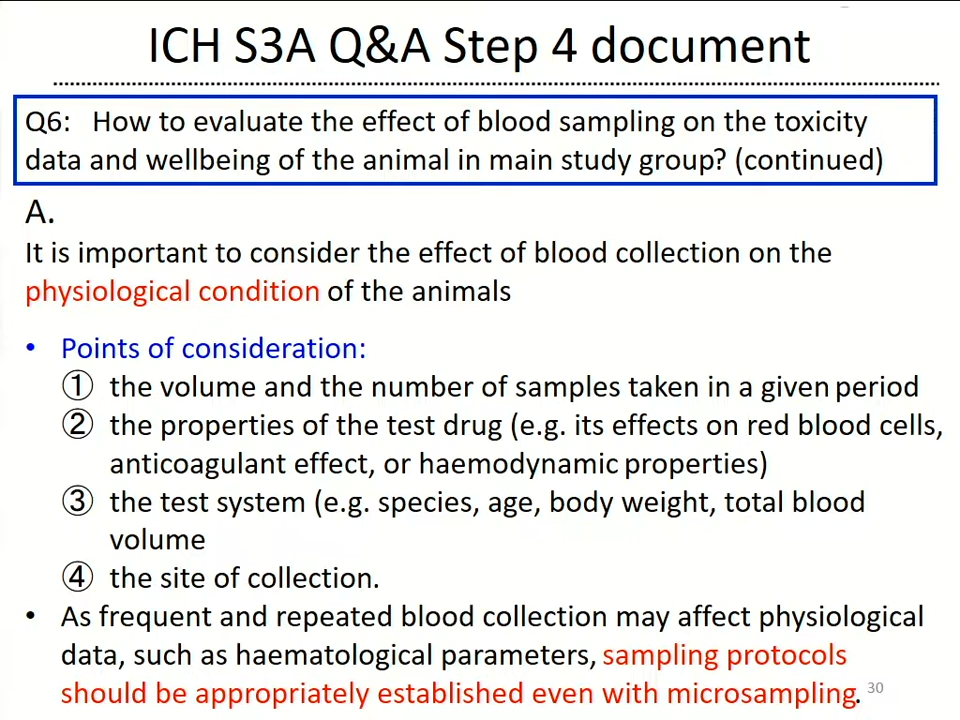 ICH S3A Q&A Step 4 document
Q6: How to evaluate the effect of blood sampling on the toxicity
data and wellbeing of the animal in main study group? (continued)
A.
It is important to consider the effect of blood collection on the
physiological condition of the animals
• Points of consideration:
① the volume and the number of samples taken in a given period
② the properties of the test drug (e.g. its effects on red blood cells,
anticoagulant effect, or haemodynamic properties)
③ the test system (e.g. species, age, body weight, total blood
volume
④ the site of collection.
• As frequent and repeated blood collection may affect physiological
data, such as haematological parameters, sampling protocols
should be appropriately established even with microsampling.
30